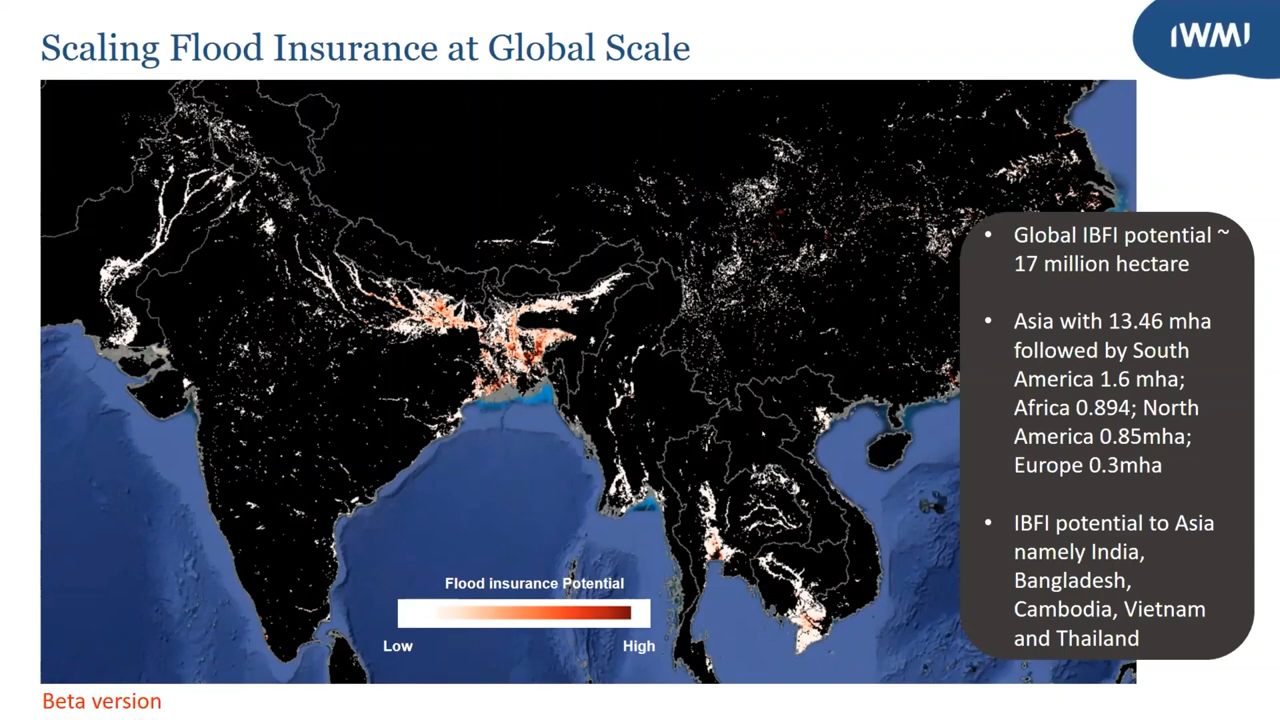 Scaling Flood Insurance at Global Scale
IWMI
• Global IBFI potential ~
17 million hectare
• Asia with 13.46 mha
followed by South
America 1.6 mha;
Africa 0.894; North
America 0.85mha;
Europe 0.3mha
• IBFI potential to Asia
namely India,
Bangladesh,
Cambodia, Vietnam
and Thailand
Flood insurance Potential
Low High
Beta version